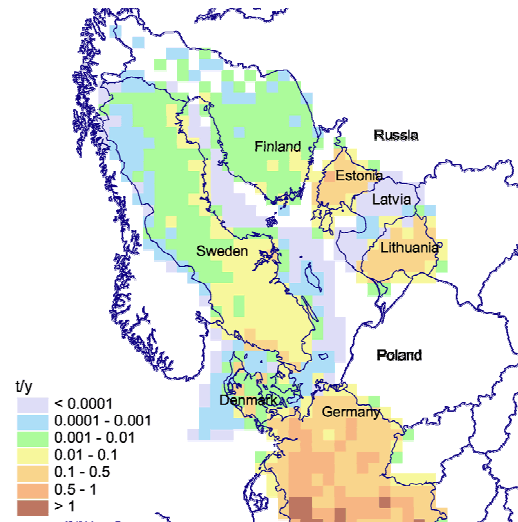 Russia
Finland
Estonia
Latvia
Lithuania
Sweden
Poland
Denmark
Germany
t/y
< 0.0001
0.0001 - 0.001
0.001 - 0.01
0.01 - 0.1
0.1 - 0.5
0.5 - 1
> 1